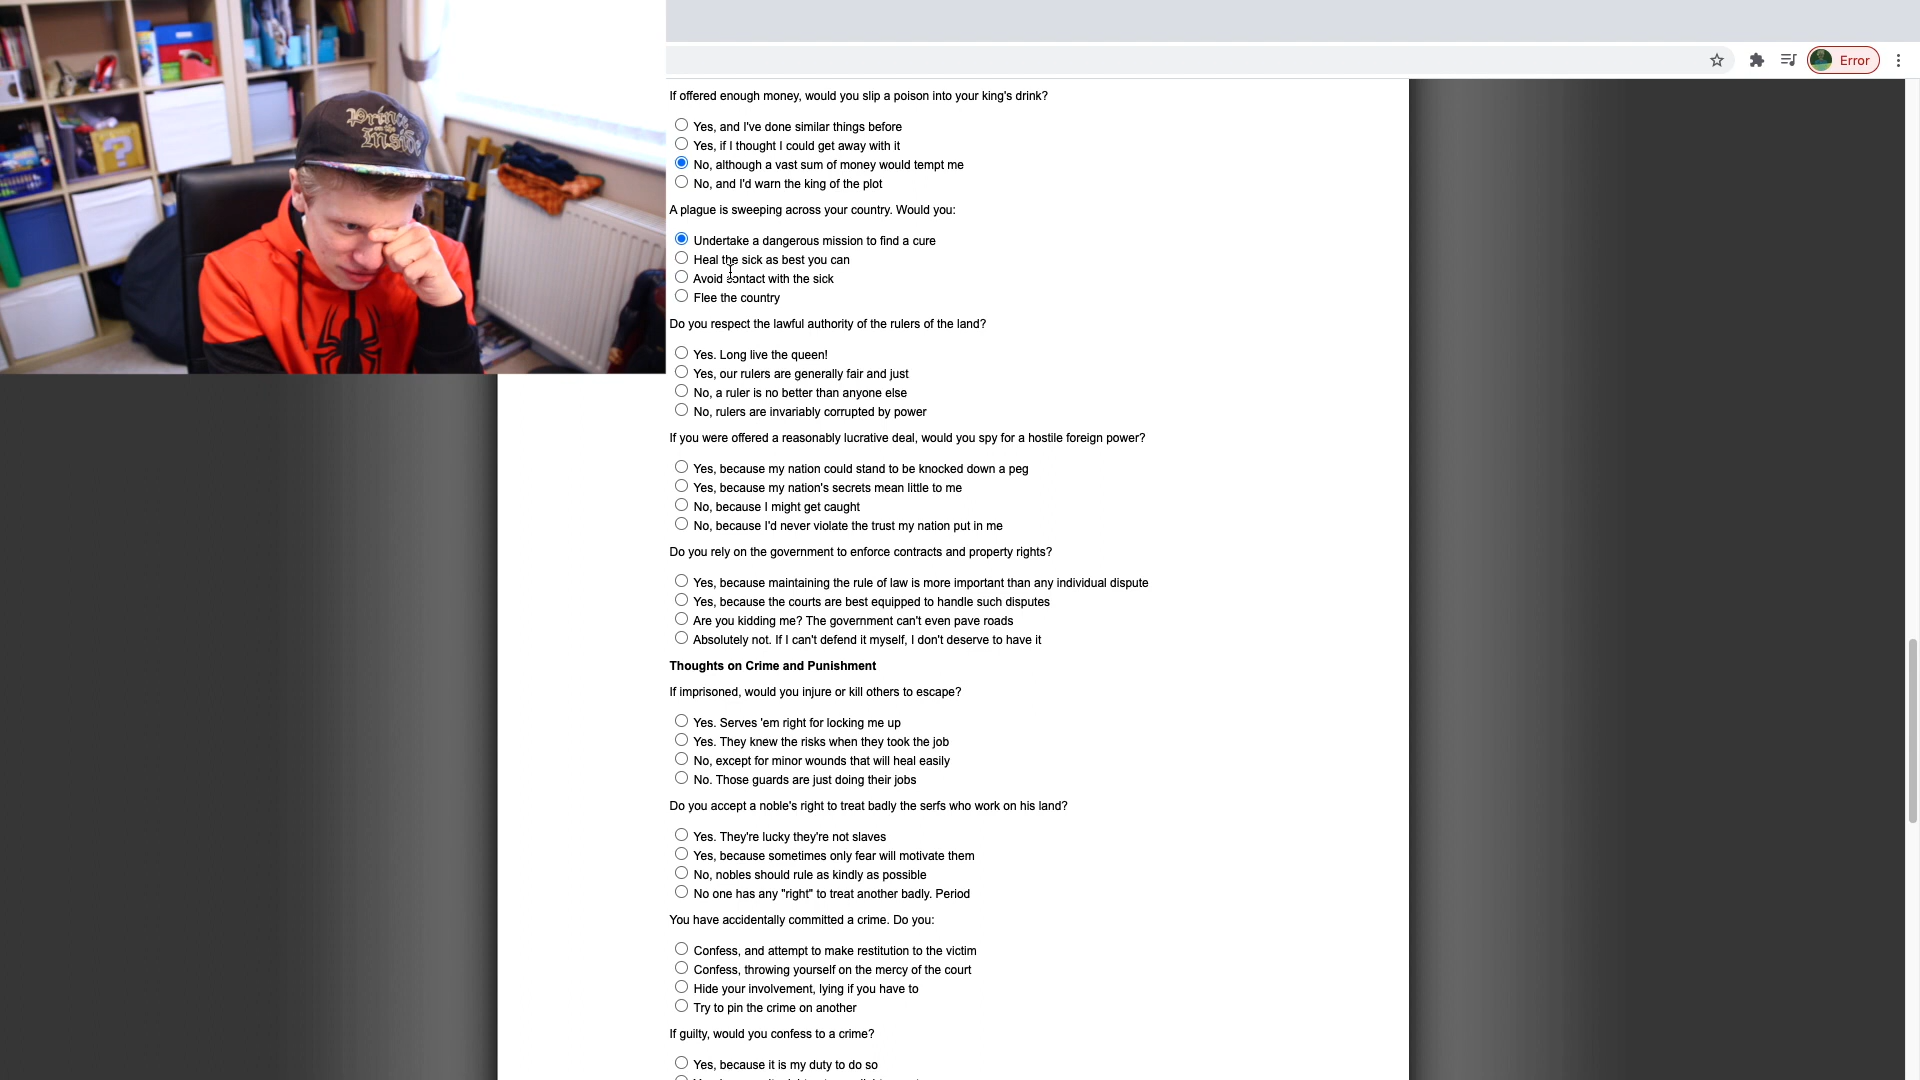 Prince
on the
Inside
Error
If offered enough money, would you slip a poison into your king's drink?
Yes, and I've done similar things before
Yes, if I thought I could get away with it
No, although a vast sum of money would tempt me
No, and I'd warn the king of the plot
A plague is sweeping across your country. Would you:
Undertake a dangerous mission to find a cure
Heal the sick as best you can
Avoid contact with the sick
Flee the country
Do you respect the lawful authority of the rulers of the land?
Yes. Long live the queen!
Yes, our rulers are generally fair and just
No, a ruler is no better than anyone else
No, rulers are invariably corrupted by power
If you were offered a reasonably lucrative deal, would you spy for a hostile foreign power?
Yes, because my nation could stand to be knocked down a peg
Yes, because my nation's secrets mean little to me
No, because I might get caught
No, because I'd never violate the trust my nation put in me
Do you rely on the government to enforce contracts and property rights?
Yes, because maintaining the rule of law is more important than any individual dispute
Yes, because the courts are best equipped to handle such disputes
Are you kidding me? The government can't even pave roads
Absolutely not. If I can't defend it myself, I don't deserve to have it
Thoughts on Crime and Punishment
If imprisoned, would you injure or kill others to escape?
Yes. Serves 'em right for locking me up
Yes. They knew the risks when they took the job
No, except for minor wounds that will heal easily
No. Those guards are just doing their jobs
Do you accept a noble's right to treat badly the serfs who work on his land?
Yes. They're lucky they're not slaves
Yes, because sometimes only fear will motivate them
No, nobles should rule as kindly as possible
No one has any "right" to treat another badly. Period
You have accidentally committed a crime. Do you:
Confess, and attempt to make restitution to the victim
Confess, throwing yourself on the mercy of the court
Hide your involvement, lying if you have to
Try to pin the crime on another
If guilty, would you confess to a crime?
Yes, because it is my duty to do so